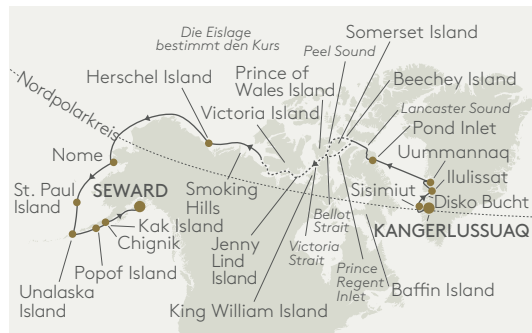 Die Eislage
bestimmt den Kurs
Somerset Island
Peel Sound
Herschel Island
Prince of
Wales Island
Beechey Island
Nordpolarkreis
Victoria Island
Lancaster Sound
Pond Inlet
Uummannaq
Nome
Ilulissat
St. Paul
Island
SEWARD
Smoking
Hills
Sisimiut
Disko Bucht
Kak Island
Chignik
Jenny
Lind
Island
Bellot
Strait
Victoria
Strait
KANGERLUSSUAQ
Popof Island
Prince
Regent
Inlet
Baffin Island
Unalaska
Island
King William Island